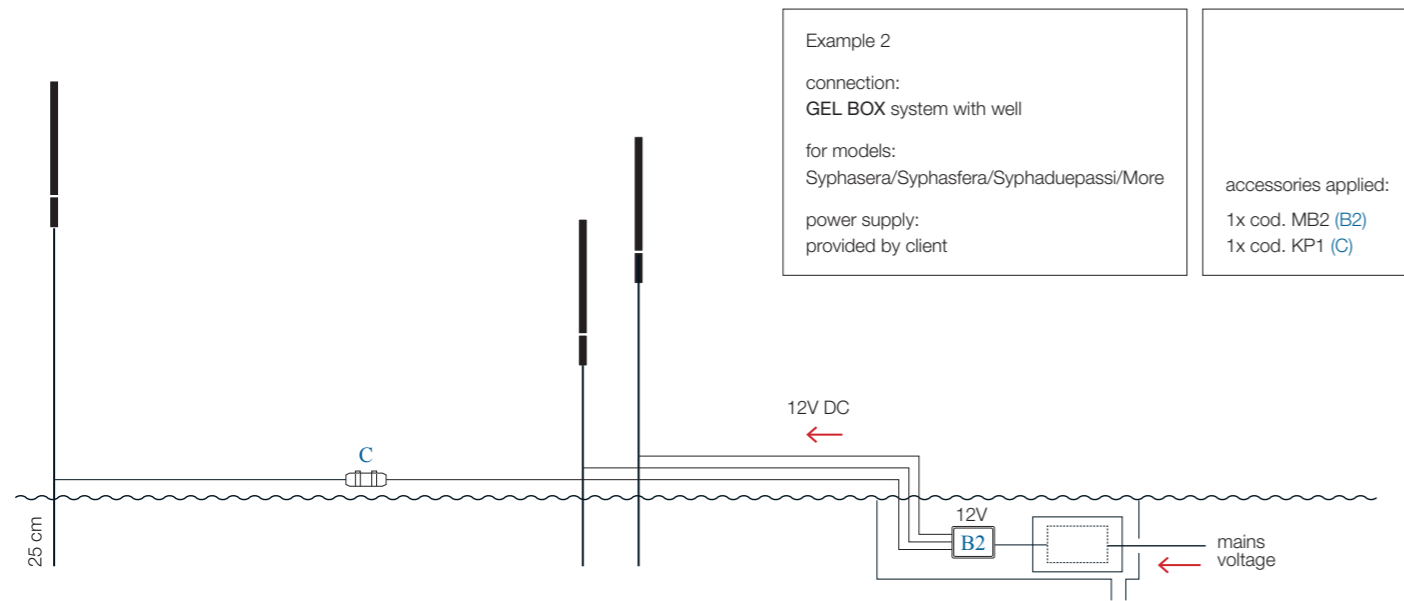 Example 2
connection:
GEL BOX system with well
for models:
Syphasera/Syphasfera/Syphaduepassi/More
power supply:
provided by client
accessories applied:
1x cod. MB2 (B2)
1x cod. KP1 (C)
12V DC
C
25 cm
12V
B2
mains
voltage